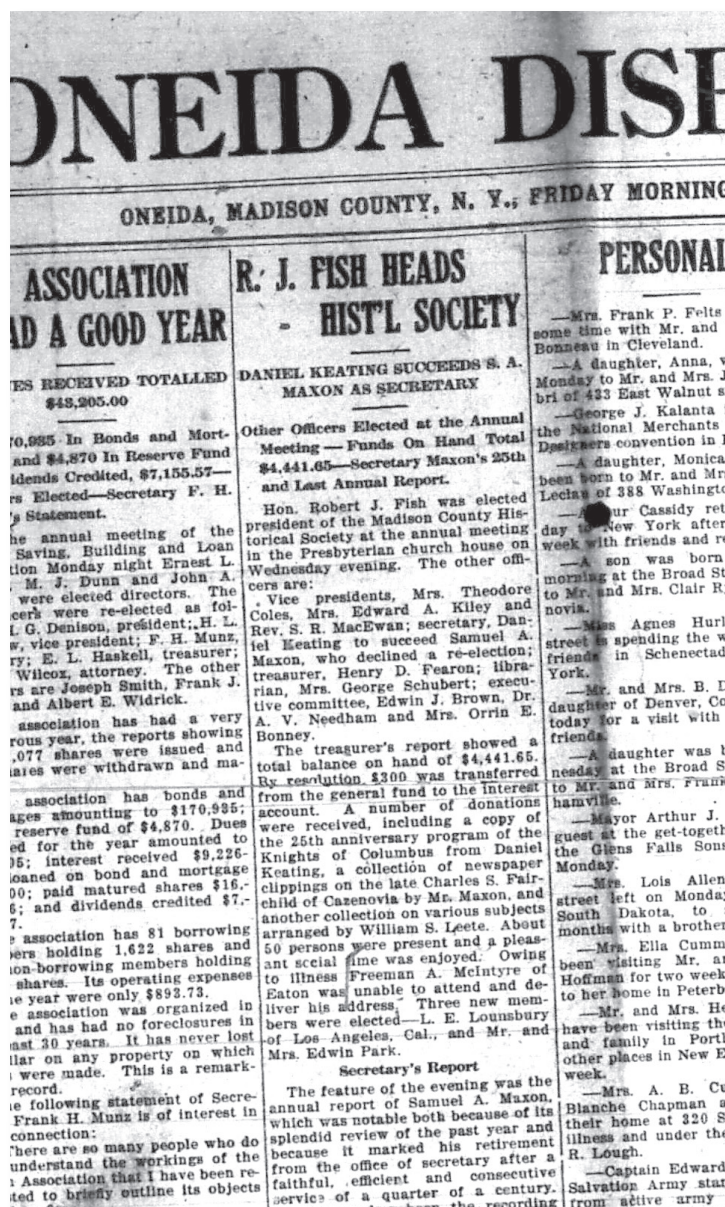 ONEIDA DISP
ONEIDA, MADISON COUNTY, N. Y., FRIDAY MORNING
ASSOCIATION
AD A GOOD YEAR
ES RECEIVED TOTALLED
$43,205.00
70,935 In Bonds and Mort-
and $4,870 In Reserve Fund
idends Credited, $7,155.57—
rs Elected—Secretary F. H.
's Statement.
he annual meeting of the
Saving, Building and Loan
tion Monday night Ernest L.
M. J. Dunn and John A.
were elected directors. The
cers were re-elected as fol-
I. G. Denison, president; H. L.
w, vice president; F. H. Munz,
ry; E. L. Haskell, treasurer;
Wilcox, attorney. The other
rs are Joseph Smith, Frank J.
and Albert E. Widrick.
association has had a very
rous year, the reports showing
,077 shares were issued and
hares were withdrawn and ma-
association has bonds and
ages amounting to $170,935;
reserve fund of $4,870. Dues
ed for the year amounted to
05; interest received $9,226-
loaned on bond and mortgage
00; paid matured shares $16,-
6; and dividends credited $7,-
7.
e association has 81 borrowing
bers holding 1,622 shares and
non-borrowing members holding
shares. Its operating expenses
he year were only $893.73.
e association was organized in
and has had no foreclosures in
past 30 years. It has never lost
llar on any property on which
were made. This is a remark-
record.
he following statement of Secre-
Frank H. Munz is of interest in
connection:
There are so many people who do
understand the workings of the
Association that I have been re-
ted to briefly outline its objects
R. J. FISH HEADS
HIST'L SOCIETY
DANIEL KEATING SUCCEEDS S. A.
MAXON AS SECRETARY
Other Officers Elected at the Annual
Meeting — Funds On Hand Total
$4,441.65—Secretary Maxon's 25th
and Last Annual Report.
Hon. Robert J. Fish was elected
president of the Madison County His-
torical Society at the annual meeting
in the Presbyterian church house on
Wednesday evening. The other offi-
cers are:
Vice presidents, Mrs. Theodore
Coles, Mrs. Edward A. Kiley and
Rev. S. R. MacEwan; secretary, Dan-
iel Keating to succeed Samuel A.
Maxon, who declined a re-election;
treasurer, Henry D. Fearon; libra-
rian, Mrs. George Schubert; execu-
tive committee, Edwin J. Brown, Dr.
A. V. Needham and Mrs. Orrin E.
Bonney.
The treasurer's report showed a
total balance on hand of $4,441.65.
By resolution $300 was transferred
from the general fund to the interest
account. A number of donations
were received, including a copy of
the 25th anniversary program of the
Knights of Columbus from Daniel
Keating, a collection of newspaper
clippings on the late Charles S. Fair-
child of Cazenovia by Mr. Maxon, and
another collection on various subjects
arranged by William S. Leete. About
50 persons were present and a pleas-
ant social time was enjoyed. Owing
to illness Freeman A. McIntyre of
Eaton was unable to attend and de-
liver his address. Three new mem-
bers were elected—L. E. Lounsbury
of Los Angeles, Cal., and Mr. and
Mrs. Edwin Park.
Secretary's Report
The feature of the evening was the
annual report of Samuel A. Maxon,
which was notable both because of its
splendid review of the past year and
because it marked his retirement
from the office of secretary after a
faithful, efficient and consecutive
service of a quarter of a century.
been the recording
PERSONAL
—Mrs. Frank P. Felts
some time with Mr. and
Bonneau in Cleveland.
—A daughter, Anna, w
Monday to Mr. and Mrs. J
bri of 433 East Walnut s
—George J. Kalanta
the National Merchants
Designers convention in
—A daughter, Monica
been born to Mr. and Mrs
Leclar of 388 Washingto
Cassidy ret
day to New York after
week with friends and re
—A son was born
morning at the Broad St
to Mr. and Mrs. Clair R
novia.
—Miss Agnes Hurl
street is spending the w
friends in Schenectad
York.
—Mr. and Mrs. B. D
daughter of Denver, Co
today for a visit with
friends.
—A daughter was b
nesday at the Broad S
to Mr. and Mrs. Frank
hamville.
—Mayor Arthur J.
guest at the get-togeth
the Glens Falls Sons
Monday.
—Mrs. Lois Allen
street left on Monday
South Dakota, to
months with a brother
—Mrs. Ella Cumm
been visiting Mr. an
Hoffman for two week
to her home in Peterb
—Mr. and Mrs. He
have been visiting the
and family in Portl
other places in New E
week.
—Mrs. A. B. Cu
Blanche Chapman a
their home at 320 S
illness and under the
R. Lough.
—Captain Edward
Salvation Army stat
from active army